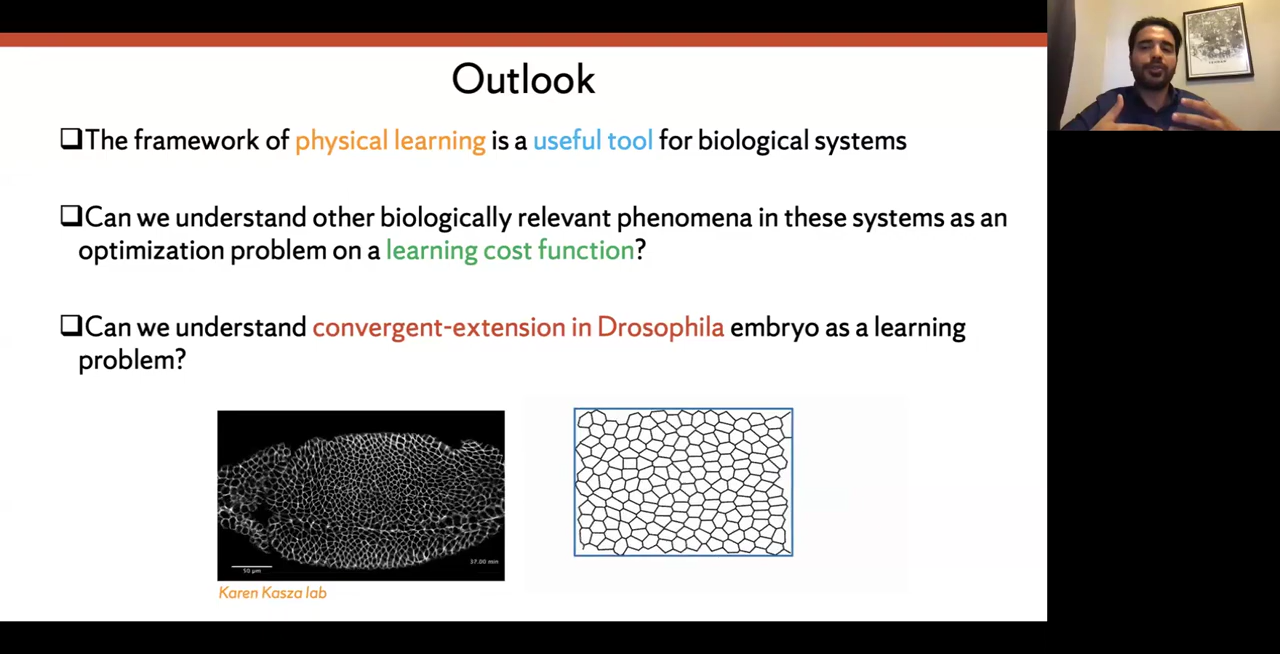 Outlook
❑The framework of physical learning is a useful tool for biological systems
❑Can we understand other biologically relevant phenomena in these systems as an
optimization problem on a learning cost function?
❑Can we understand convergent-extension in Drosophila embryo as a learning
problem?
37.00 min
50 μm
Karen Kasza lab